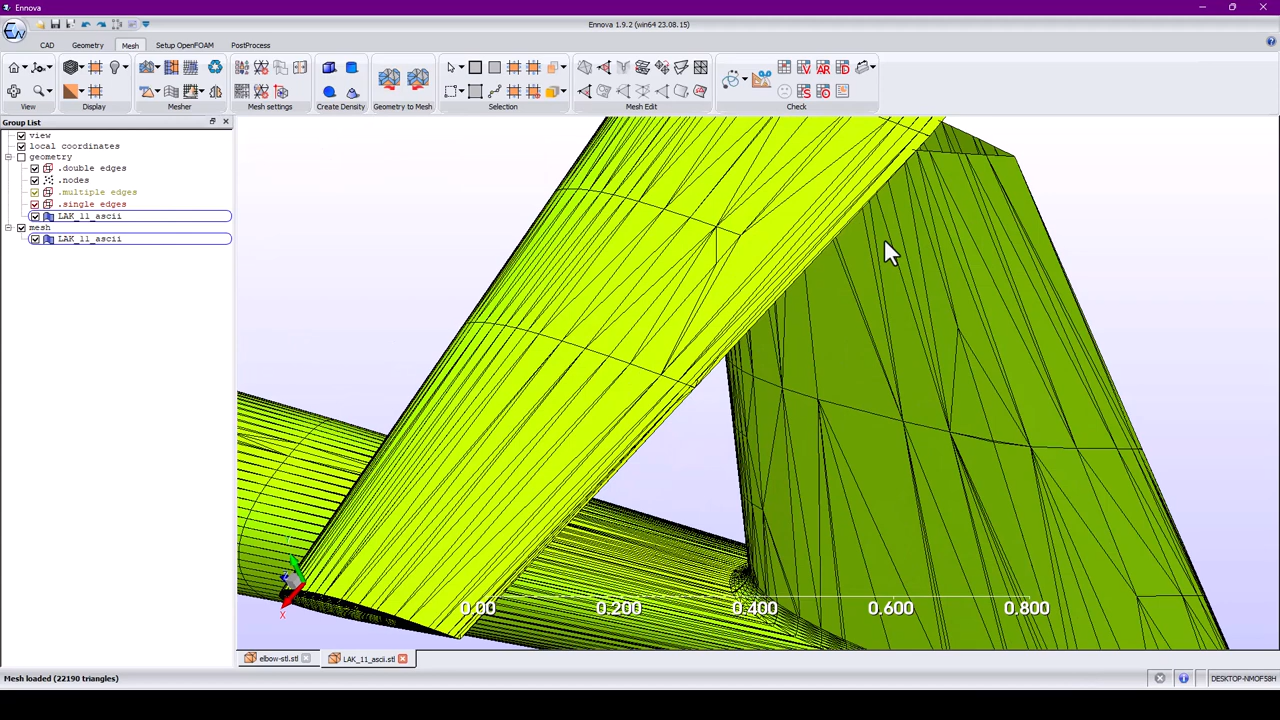 Ennova
Ennova 1.9.2 (win64 23.08.15)
CAD Geometry Mesh Setup OpenFOAM PostProcess
View Display Mesher Mesh settings Create Density Geometry to Mesh Selection Mesh Edit Check
Group List
view
local coordinates
geometry
.double edges
.nodes
.multiple edges
.single edges
LAK_11_ascii
mesh
LAK_11_ascii
X
0.00 0.200 0.400 0.600 0.800
elbow-stl.stl LAK_11_ascii.stl
Mesh loaded (22190 triangles)
DESKTOP-NMOF58H